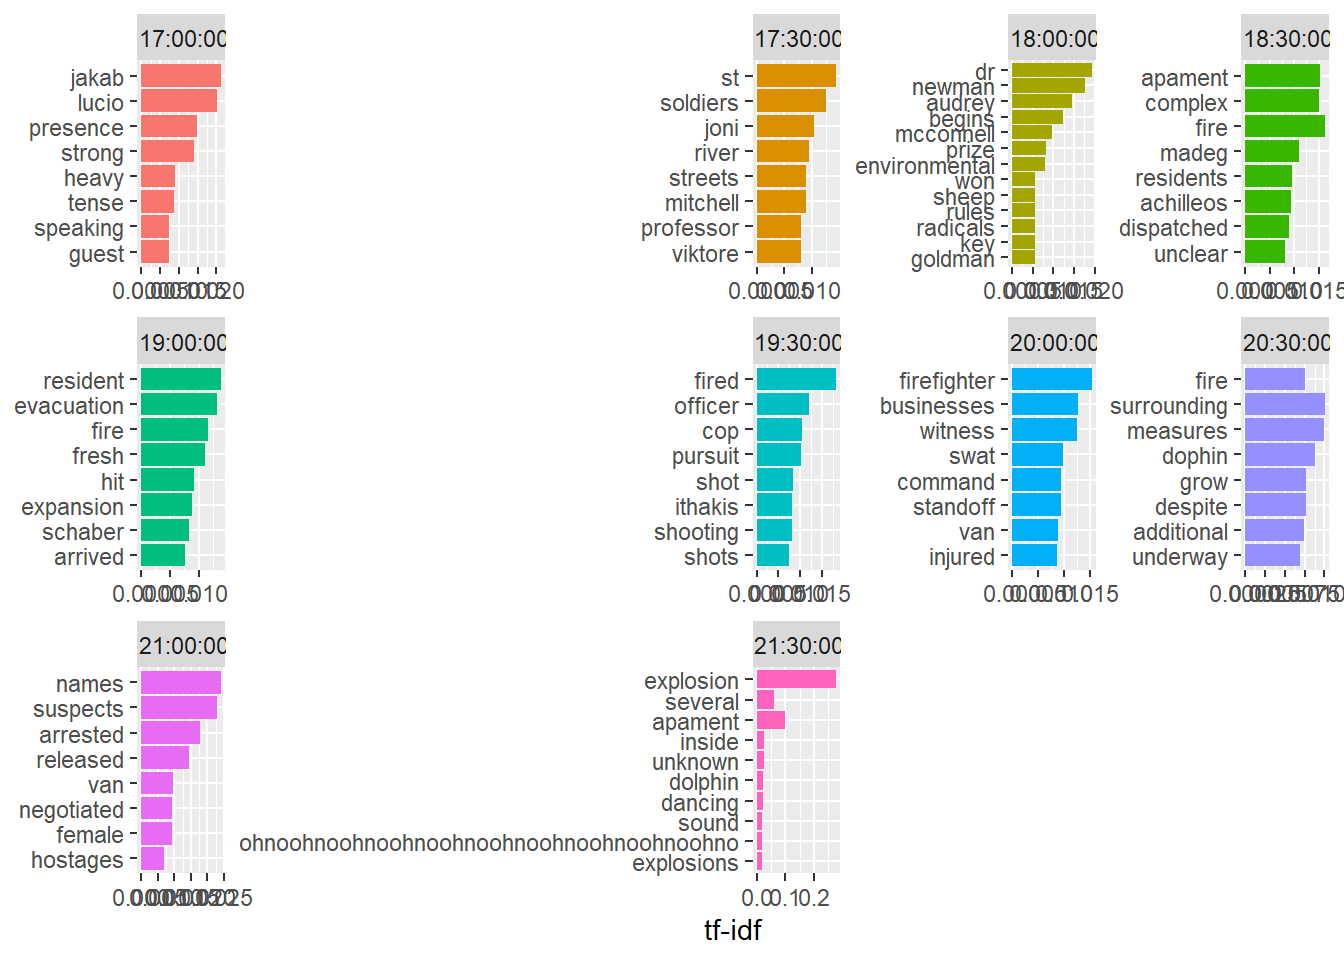 17:00:00
jakab
lucio
presence
strong
heavy
tense
speaking
guest
17:30:00
st
soldiers
joni
river
streets
mitchell
professor
viktore
18:00:00
dr
newman
audrey
begins
mcconnell
prize
environmental
won
sheep
rules
radicals
key
goldman
18:30:00
apament
complex
fire
madeg
residents
achilleos
dispatched
unclear
19:00:00
resident
evacuation
fire
fresh
hit
expansion
schaber
arrived
19:30:00
fired
officer
cop
pursuit
shot
ithakis
shooting
shots
20:00:00
firefighter
businesses
witness
swat
command
standoff
van
injured
20:30:00
fire
surrounding
measures
dophin
grow
despite
additional
underway
21:00:00
names
suspects
arrested
released
van
negotiated
female
hostages
21:30:00
explosion
several
apament
inside
unknown
dolphin
dancing
sound
ohnoohnoohnoohnoohnoohnoohnoohnoohnoohno
explosions
0.0 0.1 0.2
tf-idf